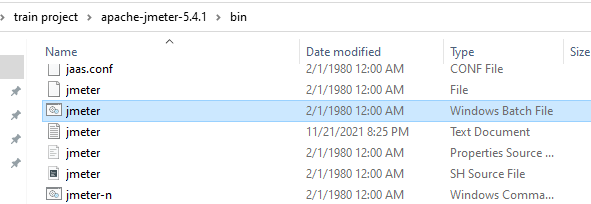 train project > apache-jmeter-5.4.1 > bin
Name Date modified Type Size
jaas.conf 2/1/1980 12:00 AM CONF File
jmeter 2/1/1980 12:00 AM File
jmeter 2/1/1980 12:00 AM Windows Batch File
jmeter 11/21/2021 8:25 PM Text Document
jmeter 2/1/1980 12:00 AM Properties Source ...
jmeter 2/1/1980 12:00 AM SH Source File
jmeter-n 2/1/1980 12:00 AM Windows Comma...